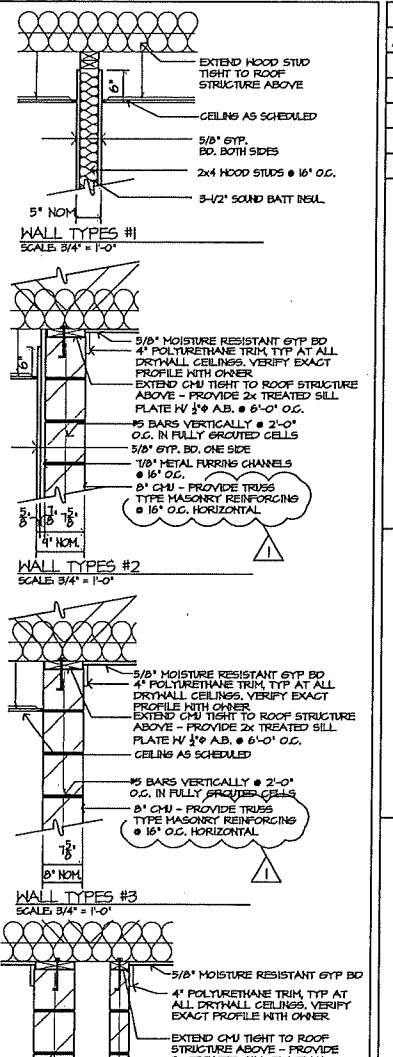 EXTEND WOOD STUD
TIGHT TO ROOF
STRUCTURE ABOVE
6"
CEILING AS SCHEDULED
5/8" GYP.
BD. BOTH SIDES
2x4 WOOD STUDS @ 16" O.C.
3-1/2" SOUND BATT INSUL.
5" NOM.
WALL TYPES #1
SCALE: 3/4" = 1'-0"
5/8" MOISTURE RESISTANT GYP BD
4" POLYURETHANE TRIM, TYP AT ALL
DRYWALL CEILINGS. VERIFY EXACT
PROFILE WITH OWNER
6"
EXTEND CMU TIGHT TO ROOF STRUCTURE
ABOVE - PROVIDE 2x TREATED SILL
PLATE W/ ½"Φ A.B. @ 6'-0" O.C.
#5 BARS VERTICALLY @ 2'-0"
O.C. IN FULLY GROUTED CELLS
5/8" GYP. BD. ONE SIDE
7/8" METAL FURRING CHANNELS
@ 16" O.C.
8" CMU - PROVIDE TRUSS
TYPE MASONRY REINFORCING
@ 16" O.C. HORIZONTAL
5/8" 7/8" 7 5/8"
9" NOM.
1
WALL TYPES #2
SCALE: 3/4" = 1'-0"
5/8" MOISTURE RESISTANT GYP BD
4" POLYURETHANE TRIM, TYP AT ALL
DRYWALL CEILINGS. VERIFY EXACT
PROFILE WITH OWNER
EXTEND CMU TIGHT TO ROOF STRUCTURE
ABOVE - PROVIDE 2x TREATED SILL
PLATE W/ ½"Φ A.B. @ 6'-0" O.C.
CEILING AS SCHEDULED
#5 BARS VERTICALLY @ 2'-0"
O.C. IN FULLY GROUTED CELLS
8" CMU - PROVIDE TRUSS
TYPE MASONRY REINFORCING
@ 16" O.C. HORIZONTAL
7 5/8"
8" NOM.
1
WALL TYPES #3
SCALE: 3/4" = 1'-0"
5/8" MOISTURE RESISTANT GYP BD
4" POLYURETHANE TRIM, TYP AT
ALL DRYWALL CEILINGS. VERIFY
EXACT PROFILE WITH OWNER
EXTEND CMU TIGHT TO ROOF
STRUCTURE ABOVE - PROVIDE